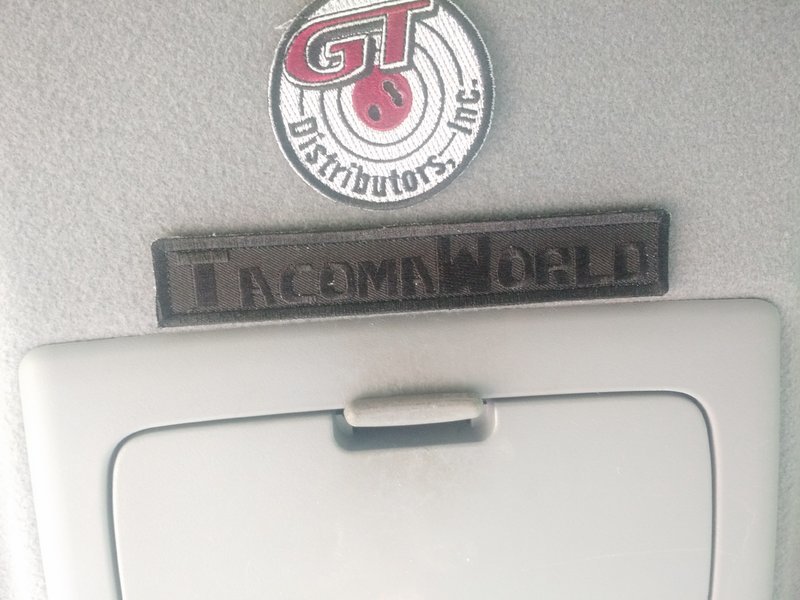 GT
Distributors, Inc.
TACOMAWORLD